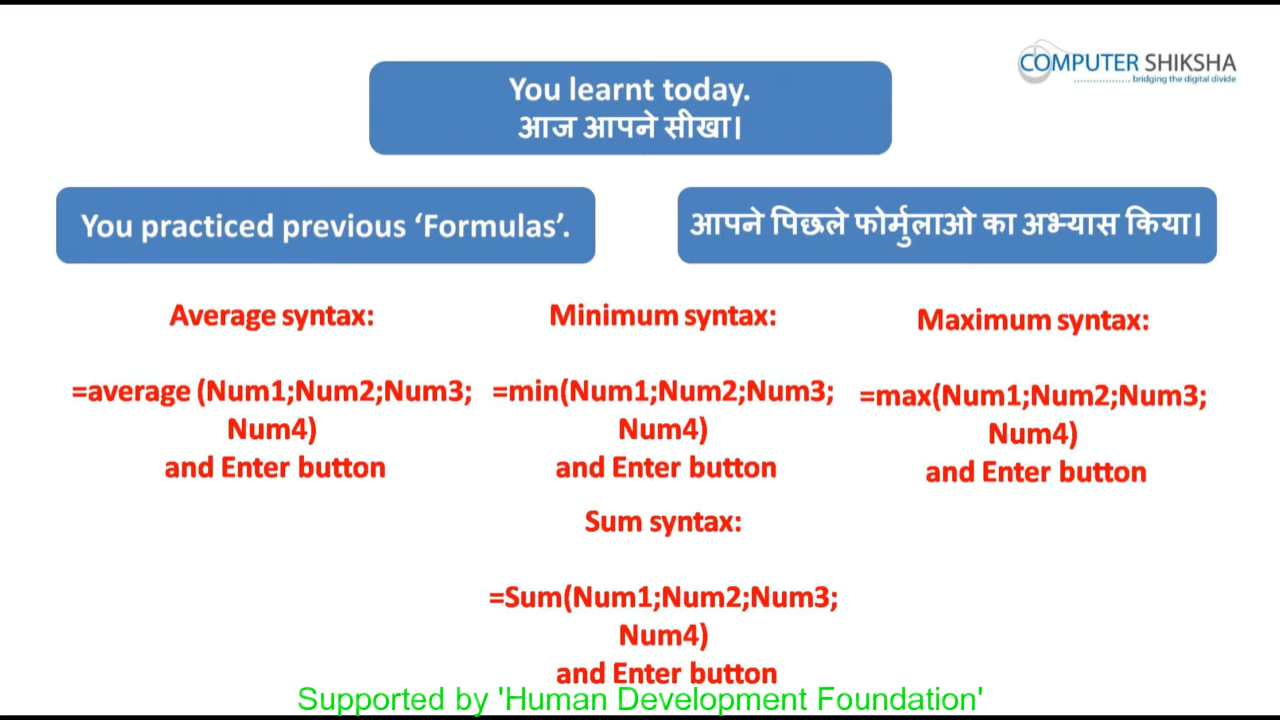 COMPUTER SHIKSHA
bridging the digital divide
You learnt today.
आज आपने सीखा।
You practiced previous ‘Formulas’.
आपने पिछले फोर्मुलाओ का अभ्यास किया।
Average syntax:
=average (Num1;Num2;Num3;
Num4)
and Enter button
Minimum syntax:
=min(Num1;Num2;Num3;
Num4)
and Enter button
Maximum syntax:
=max(Num1;Num2;Num3;
Num4)
and Enter button
Sum syntax:
=Sum(Num1;Num2;Num3;
Num4)
and Enter button
Supported by 'Human Development Foundation'